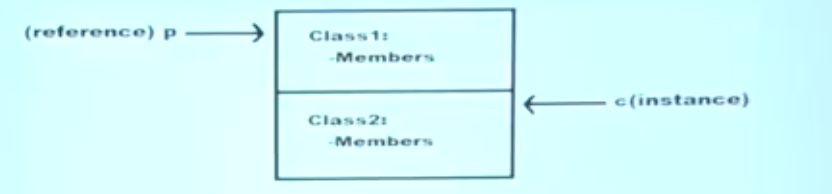 (reference) p
Class1:
-Members
c(instance)
Class2:
-Members